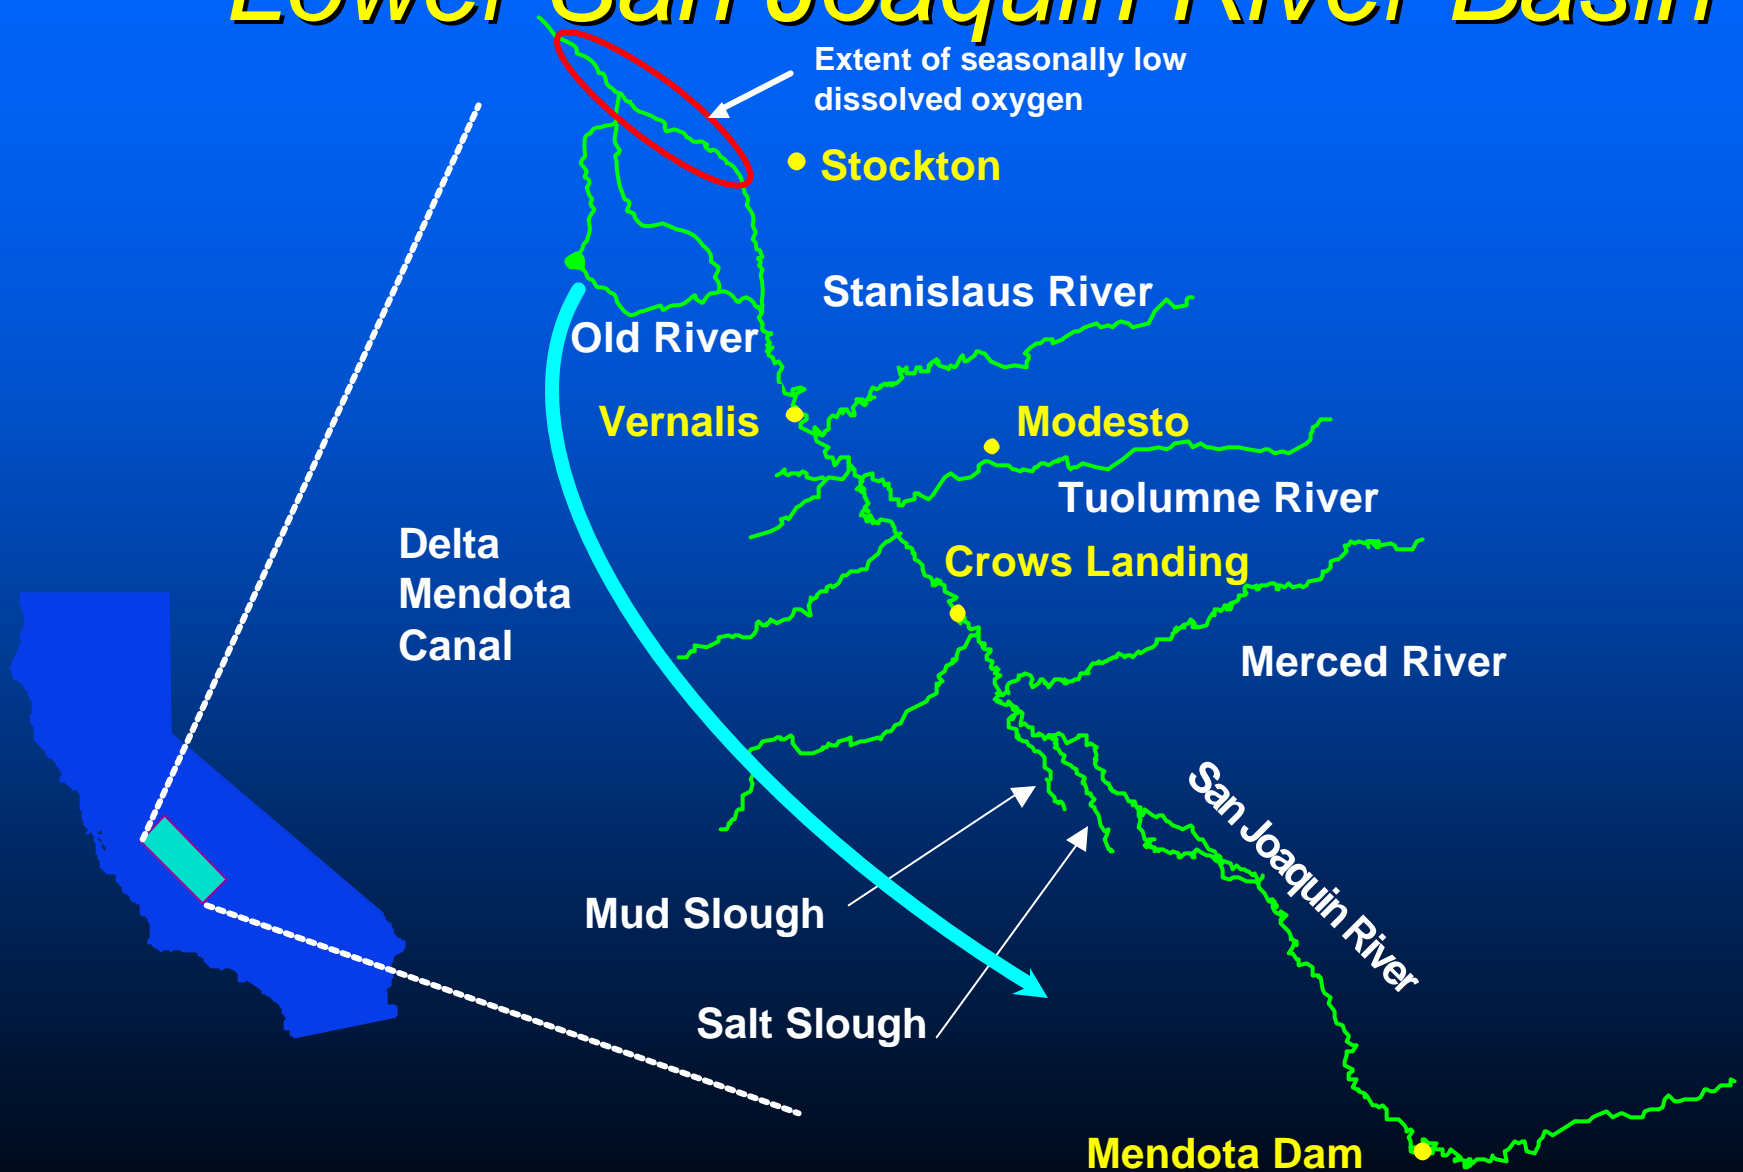 Lower San Joaquin River Basin
Extent of seasonally low
dissolved oxygen
Stockton
Stanislaus River
Old River
Vernalis
Modesto
Tuolumne River
Delta
Mendota
Canal
Crows Landing
Merced River
San Joaquin River
Mud Slough
Salt Slough
Mendota Dam